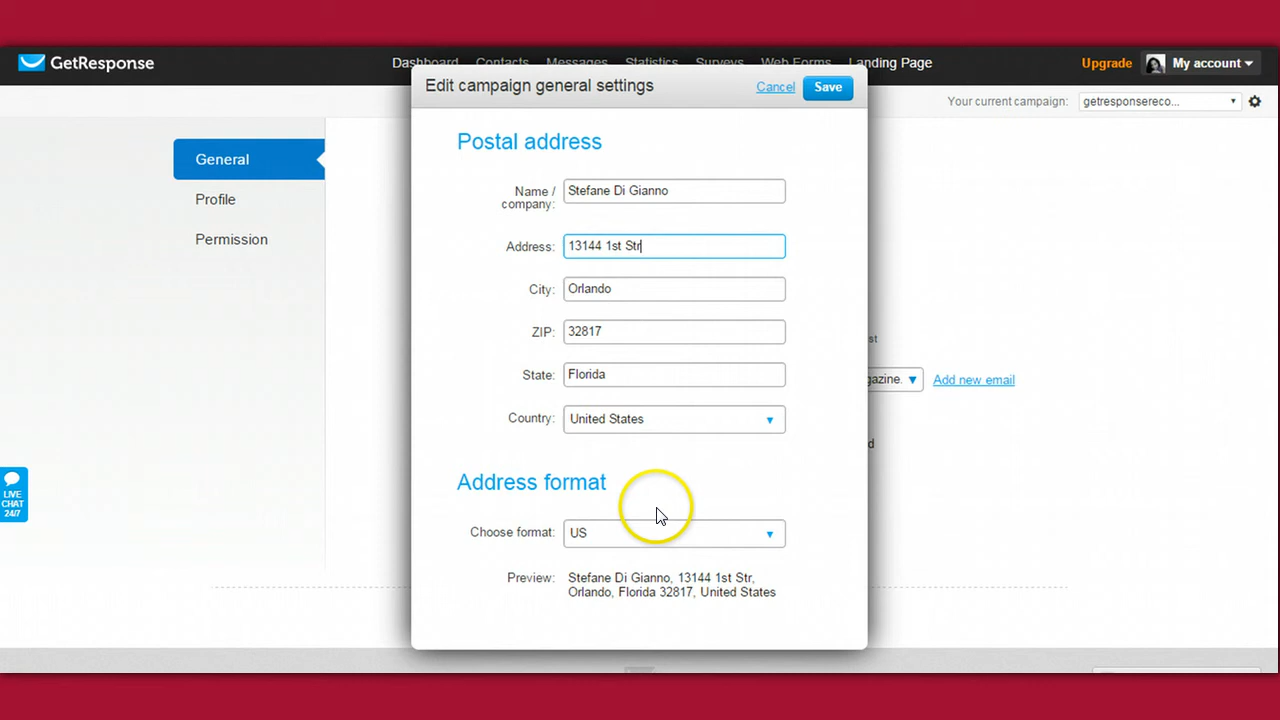 GetResponse
Dashboard Contacts Messages Statistics Surveys Web Forms Landing Page Upgrade My account
Your current campaign: getresponsereco...
Edit campaign general settings Cancel Save
General
Profile
Permission
Postal address
Name / company: Stefane Di Gianno
Address: 13144 1st Str
City: Orlando
ZIP: 32817
State: Florida
Country: United States
Address format
Choose format: US
Preview: Stefane Di Gianno, 13144 1st Str,
Orlando, Florida 32817, United States
st
agazine. Add new email
d
LIVE
CHAT
24/7